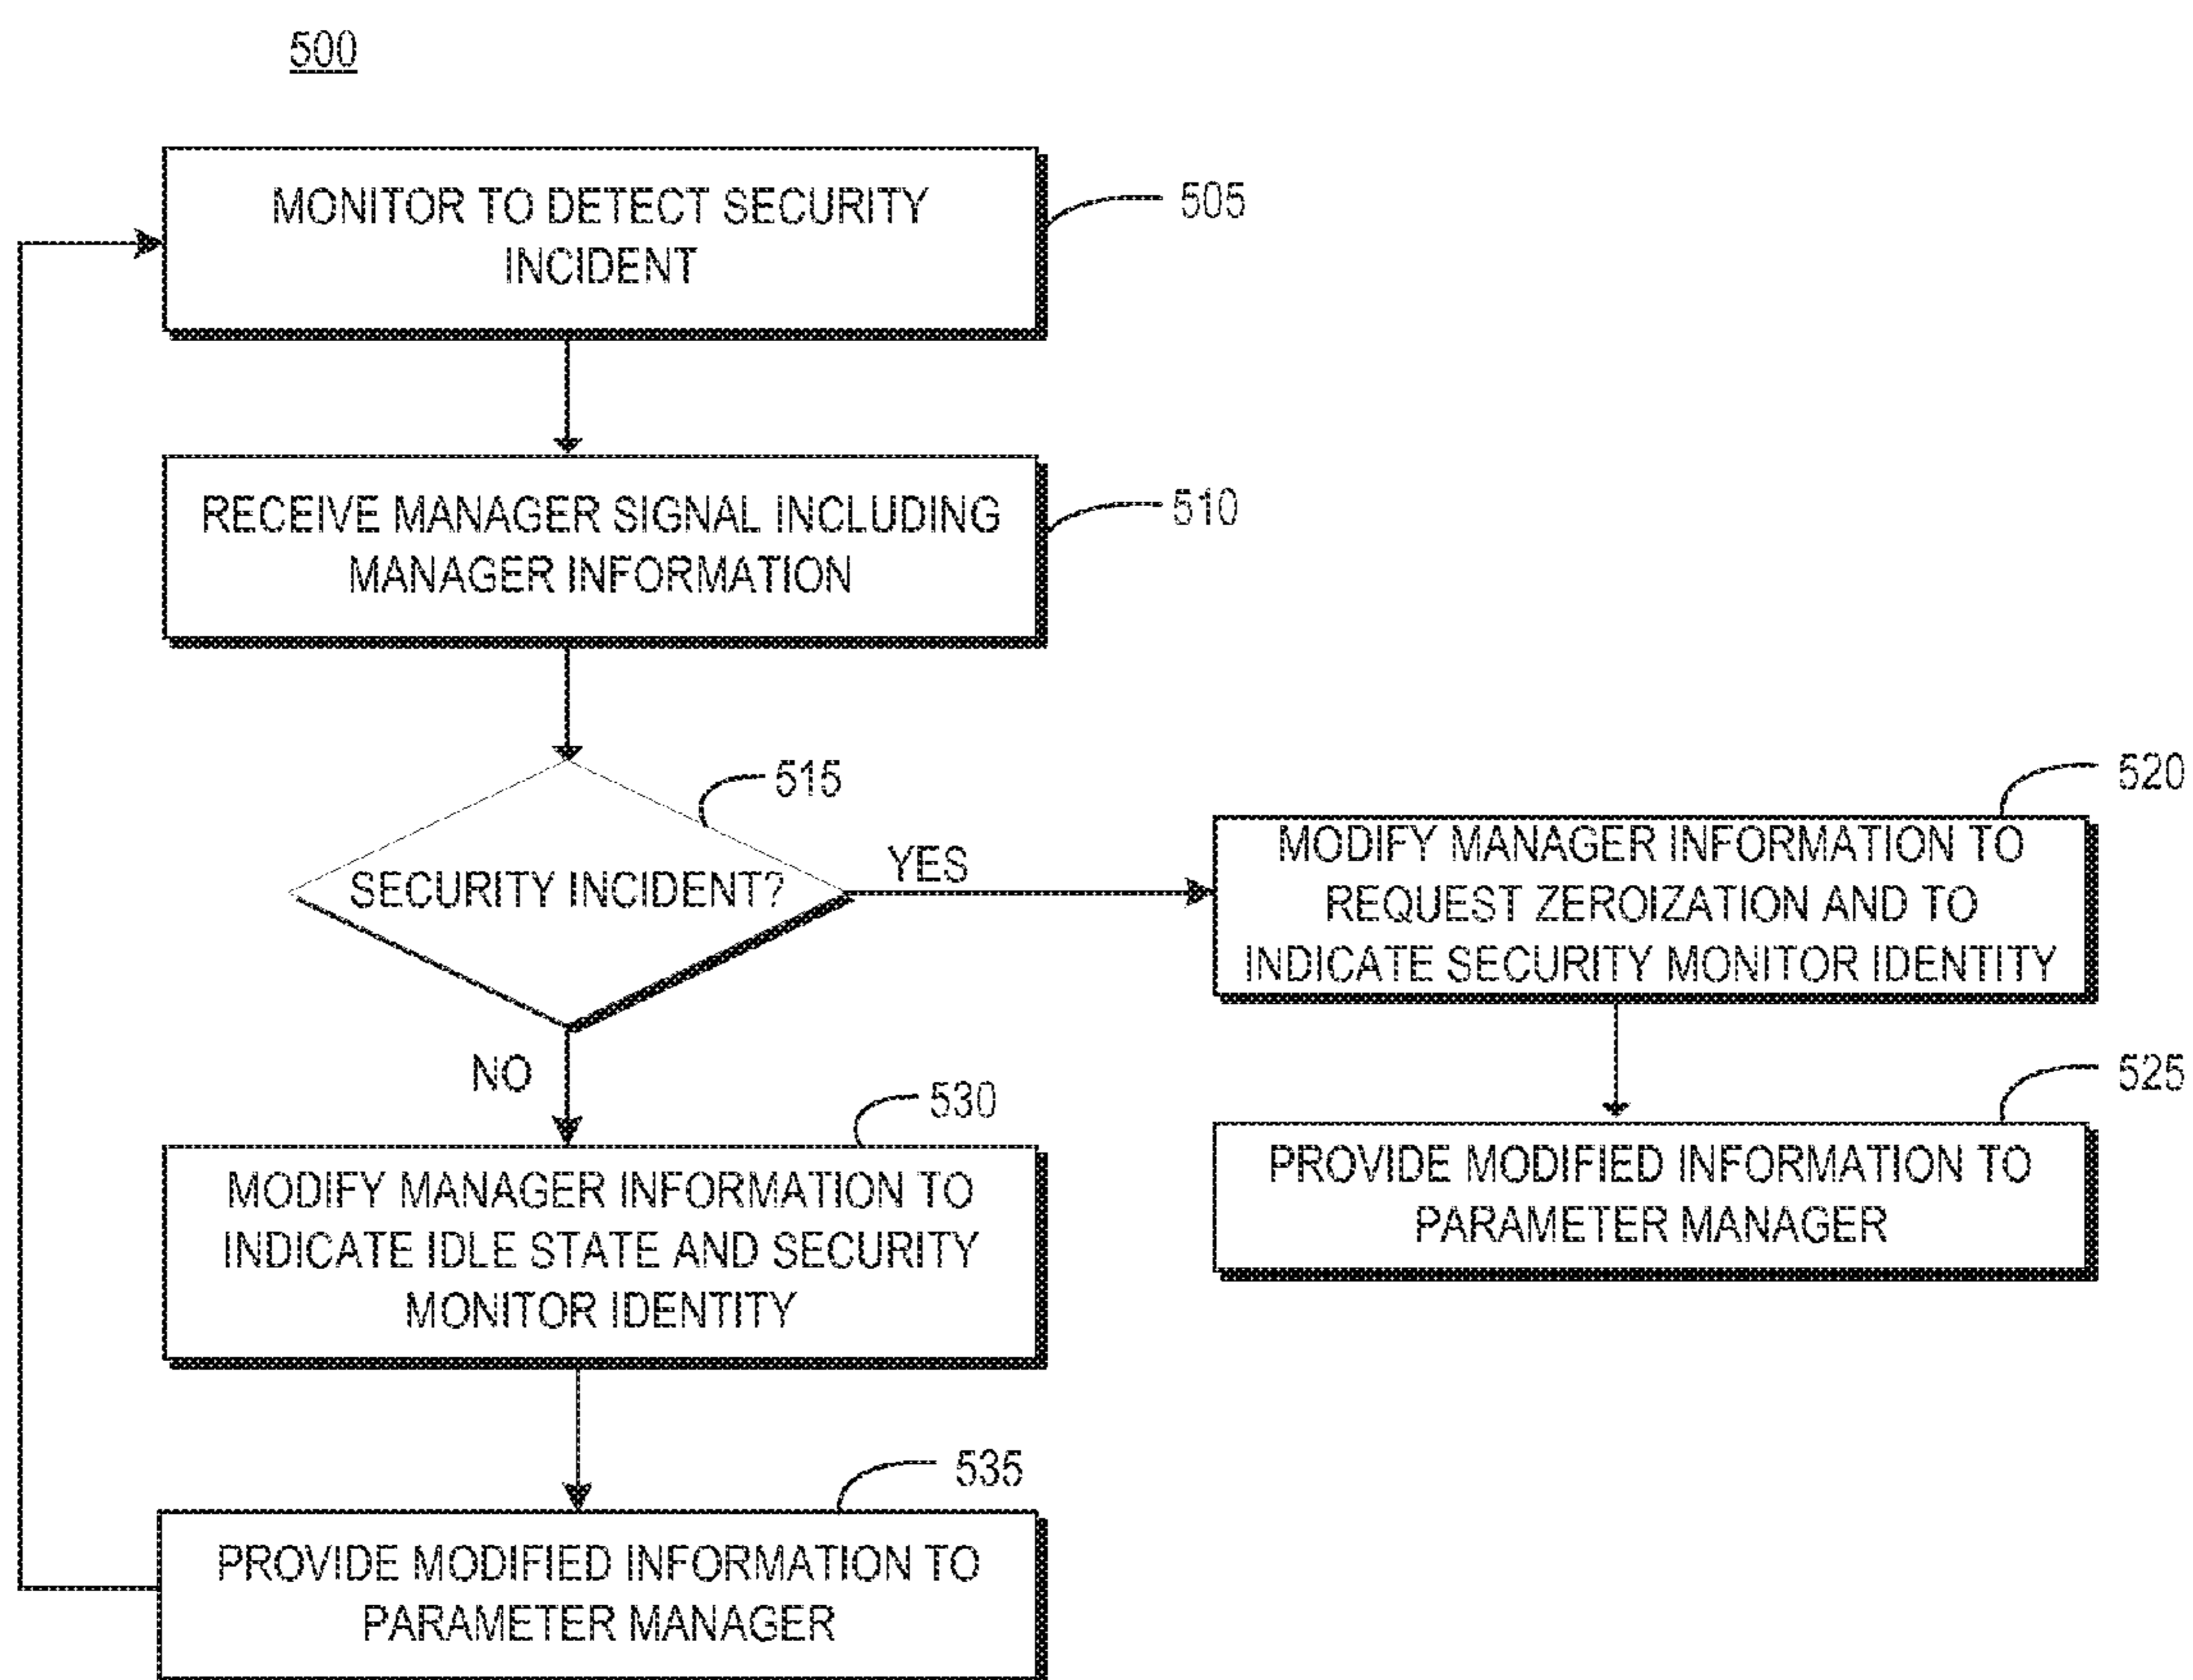 500
MONITOR TO DETECT SECURITY
INCIDENT
505
RECEIVE MANAGER SIGNAL INCLUDING
MANAGER INFORMATION
510
515
SECURITY INCIDENT?
YES
520
MODIFY MANAGER INFORMATION TO
REQUEST ZEROIZATION AND TO
INDICATE SECURITY MONITOR IDENTITY
525
PROVIDE MODIFIED INFORMATION TO
PARAMETER MANAGER
NO
530
MODIFY MANAGER INFORMATION TO
INDICATE IDLE STATE AND SECURITY
MONITOR IDENTITY
535
PROVIDE MODIFIED INFORMATION TO
PARAMETER MANAGER